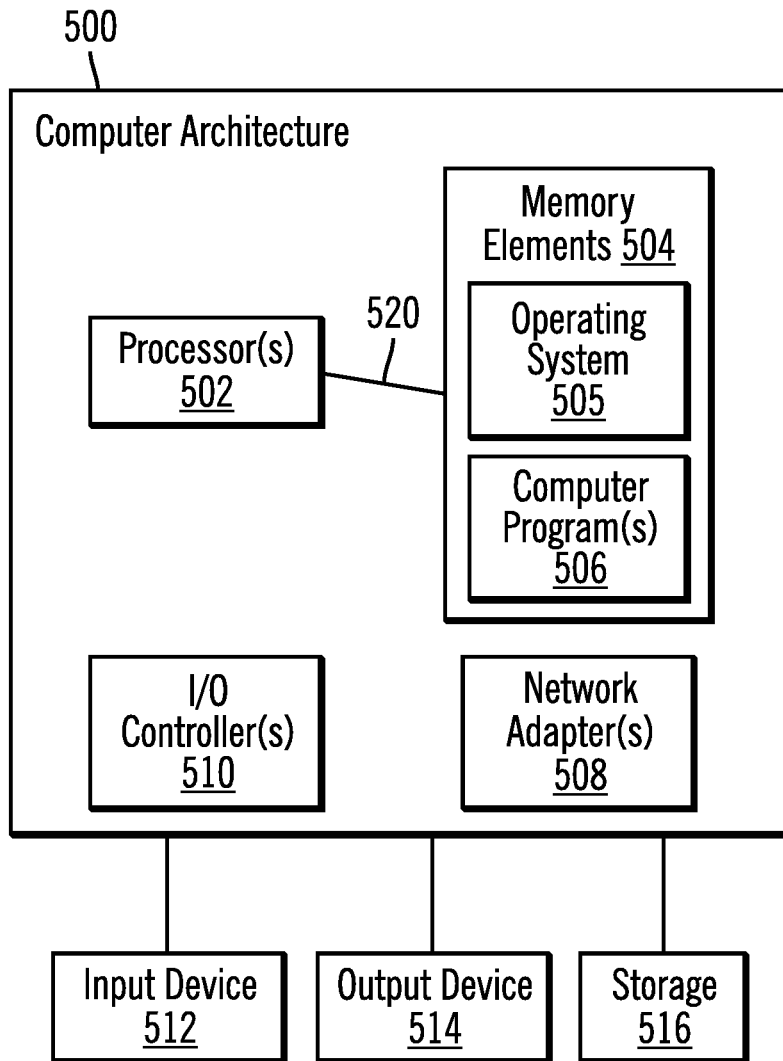 500
Computer Architecture
Memory
Elements 504
520
Processor(s)
502
Operating
System
505
Computer
Program(s)
506
I/O
Controller(s)
510
Network
Adapter(s)
508
Input Device
512
Output Device
514
Storage
516